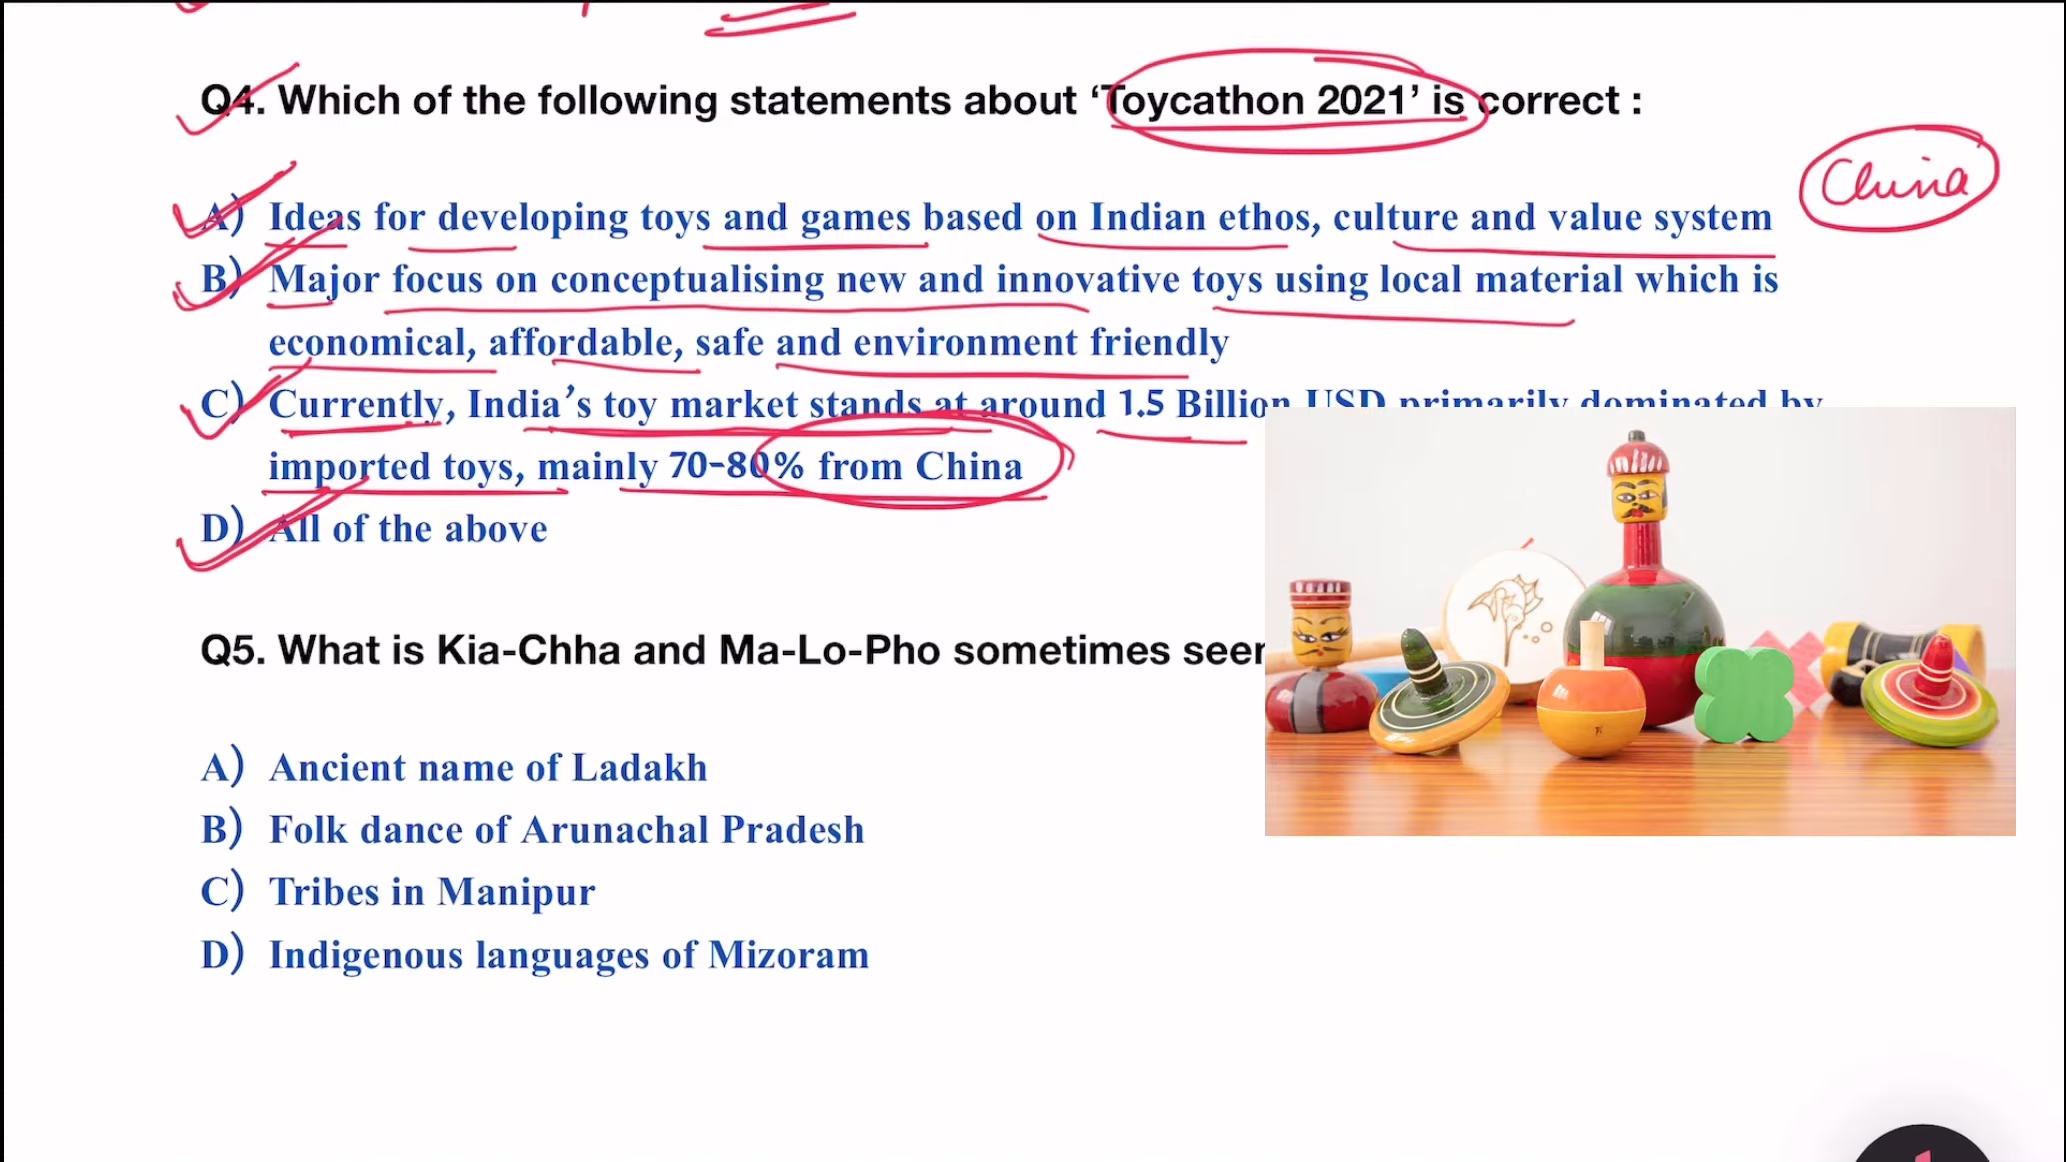 Q4. Which of the following statements about ‘Toycathon 2021’ is correct :
China
A) Ideas for developing toys and games based on Indian ethos, culture and value system
B) Major focus on conceptualising new and innovative toys using local material which is
economical, affordable, safe and environment friendly
C) Currently, India’s toy market stands at around 1.5 Billion USD primarily dominated by
imported toys, mainly 70-80% from China
D) All of the above
Q5. What is Kia-Chha and Ma-Lo-Pho sometimes
A) Ancient name of Ladakh
B) Folk dance of Arunachal Pradesh
C) Tribes in Manipur
D) Indigenous languages of Mizoram